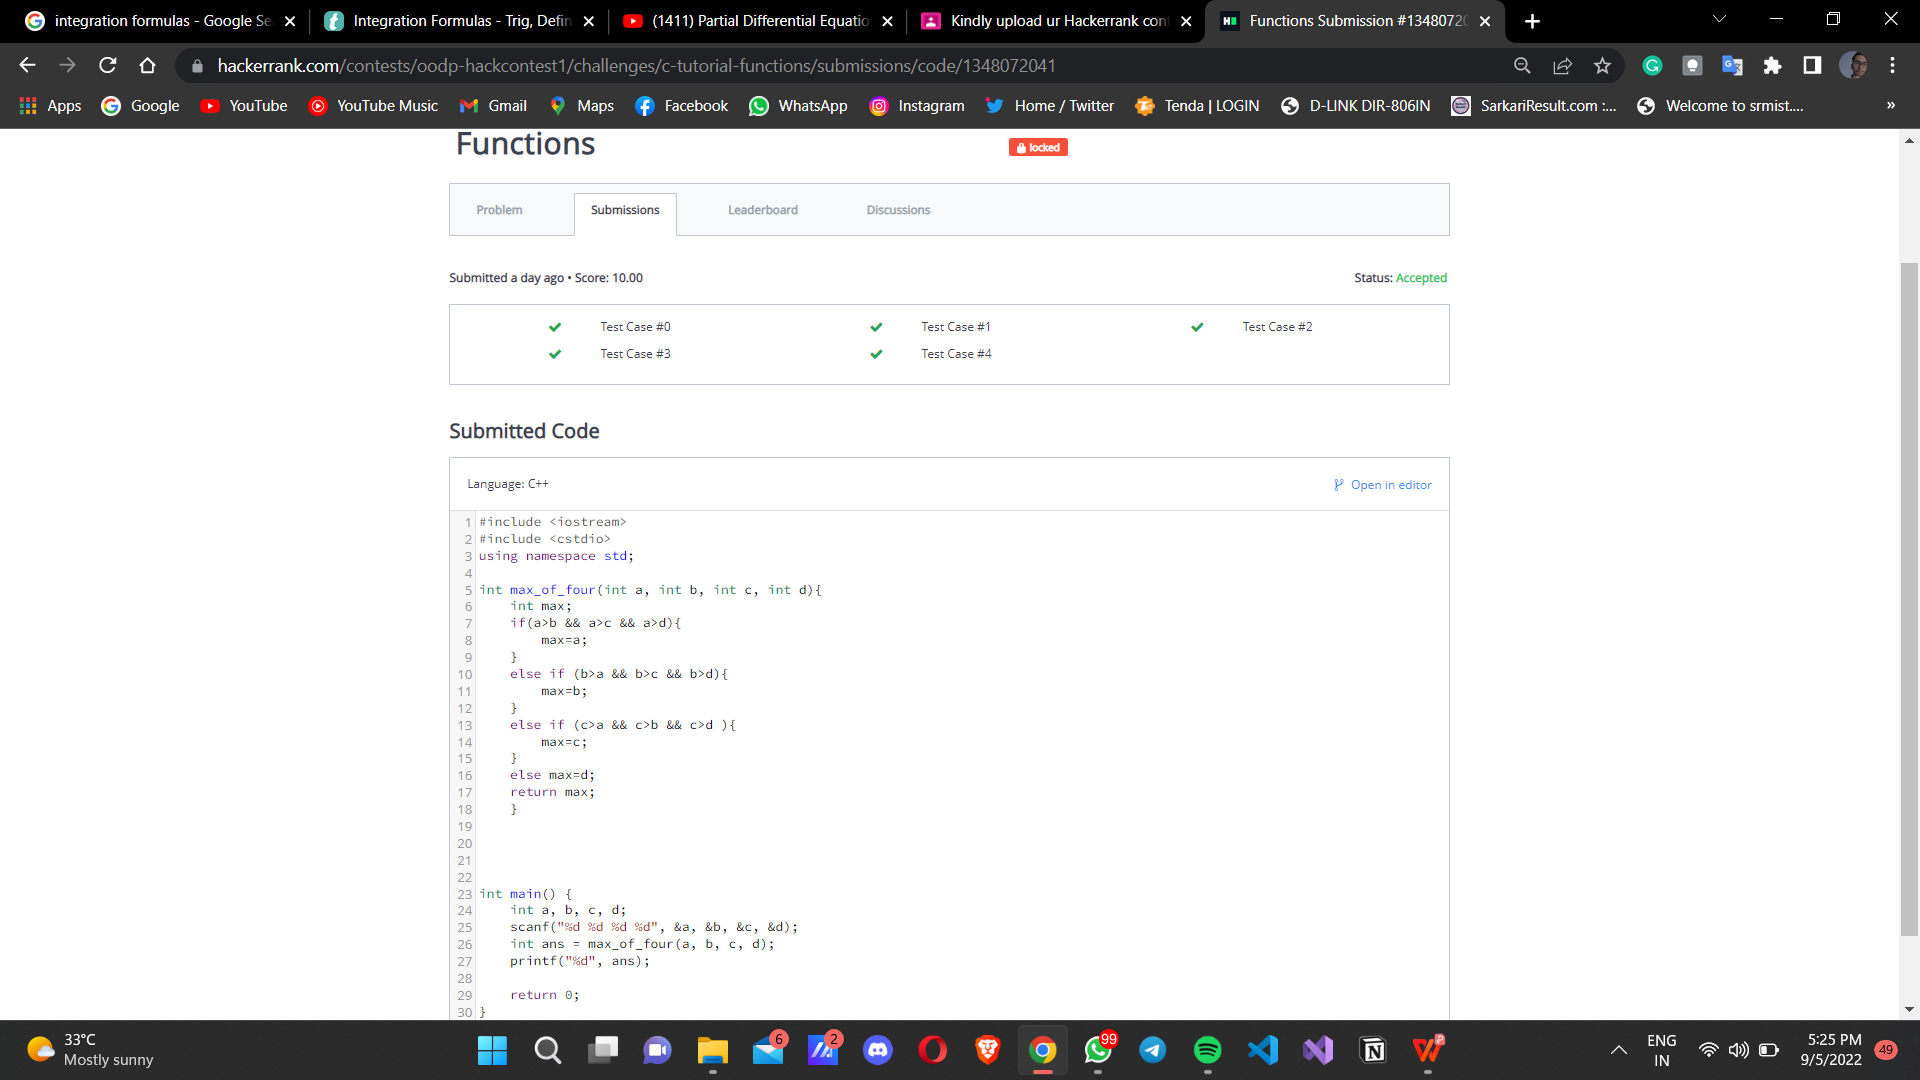 integration formulas - Google Se
Integration Formulas - Trig, Defin
(1411) Partial Differential Equatio
Kindly upload ur Hackerrank cont
Functions Submission #13480720
hackerrank.com/contests/oodp-hackcontest1/challenges/c-tutorial-functions/submissions/code/1348072041
Apps
Google
YouTube
YouTube Music
Gmail
Maps
Facebook
WhatsApp
Instagram
Home / Twitter
Tenda | LOGIN
D-LINK DIR-806IN
SarkariResult.com :...
Welcome to srmist....
»
Functions
locked
Problem
Submissions
Leaderboard
Discussions
Submitted a day ago • Score: 10.00
Status: Accepted
Test Case #0
Test Case #1
Test Case #2
Test Case #3
Test Case #4
Submitted Code
Language: C++
Open in editor
1 #include <iostream>
2 #include <cstdio>
3 using namespace std;
4
5 int max_of_four(int a, int b, int c, int d){
6     int max;
7     if(a>b && a>c && a>d){
8         max=a;
9     }
10     else if (b>a && b>c && b>d){
11         max=b;
12     }
13     else if (c>a && c>b && c>d ){
14         max=c;
15     }
16     else max=d;
17     return max;
18     }
19
20
21
22
23 int main() {
24     int a, b, c, d;
25     scanf("%d %d %d %d", &a, &b, &c, &d);
26     int ans = max_of_four(a, b, c, d);
27     printf("%d", ans);
28
29     return 0;
30 }
33°C
Mostly sunny
6
2
99
ENG
IN
5:25 PM
9/5/2022
49